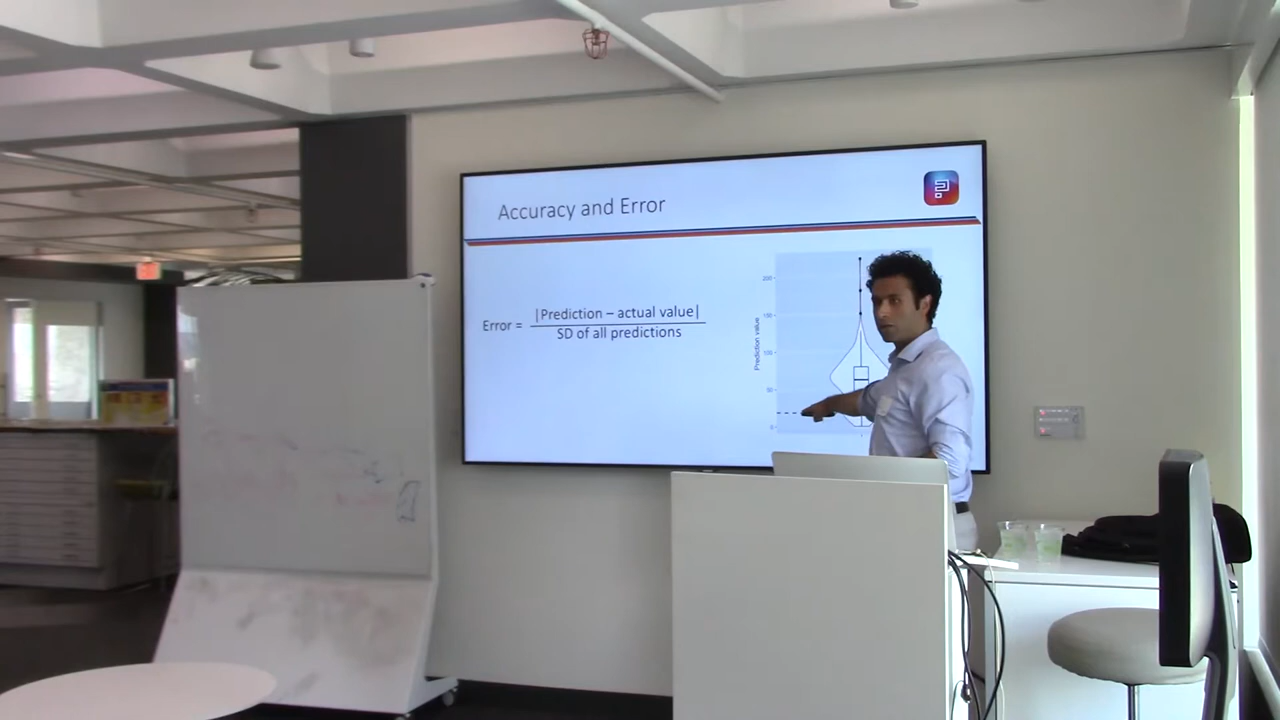 Accuracy and Error
Error = |Prediction – actual value|
SD of all predictions
Prediction value
200
150
100
50
0